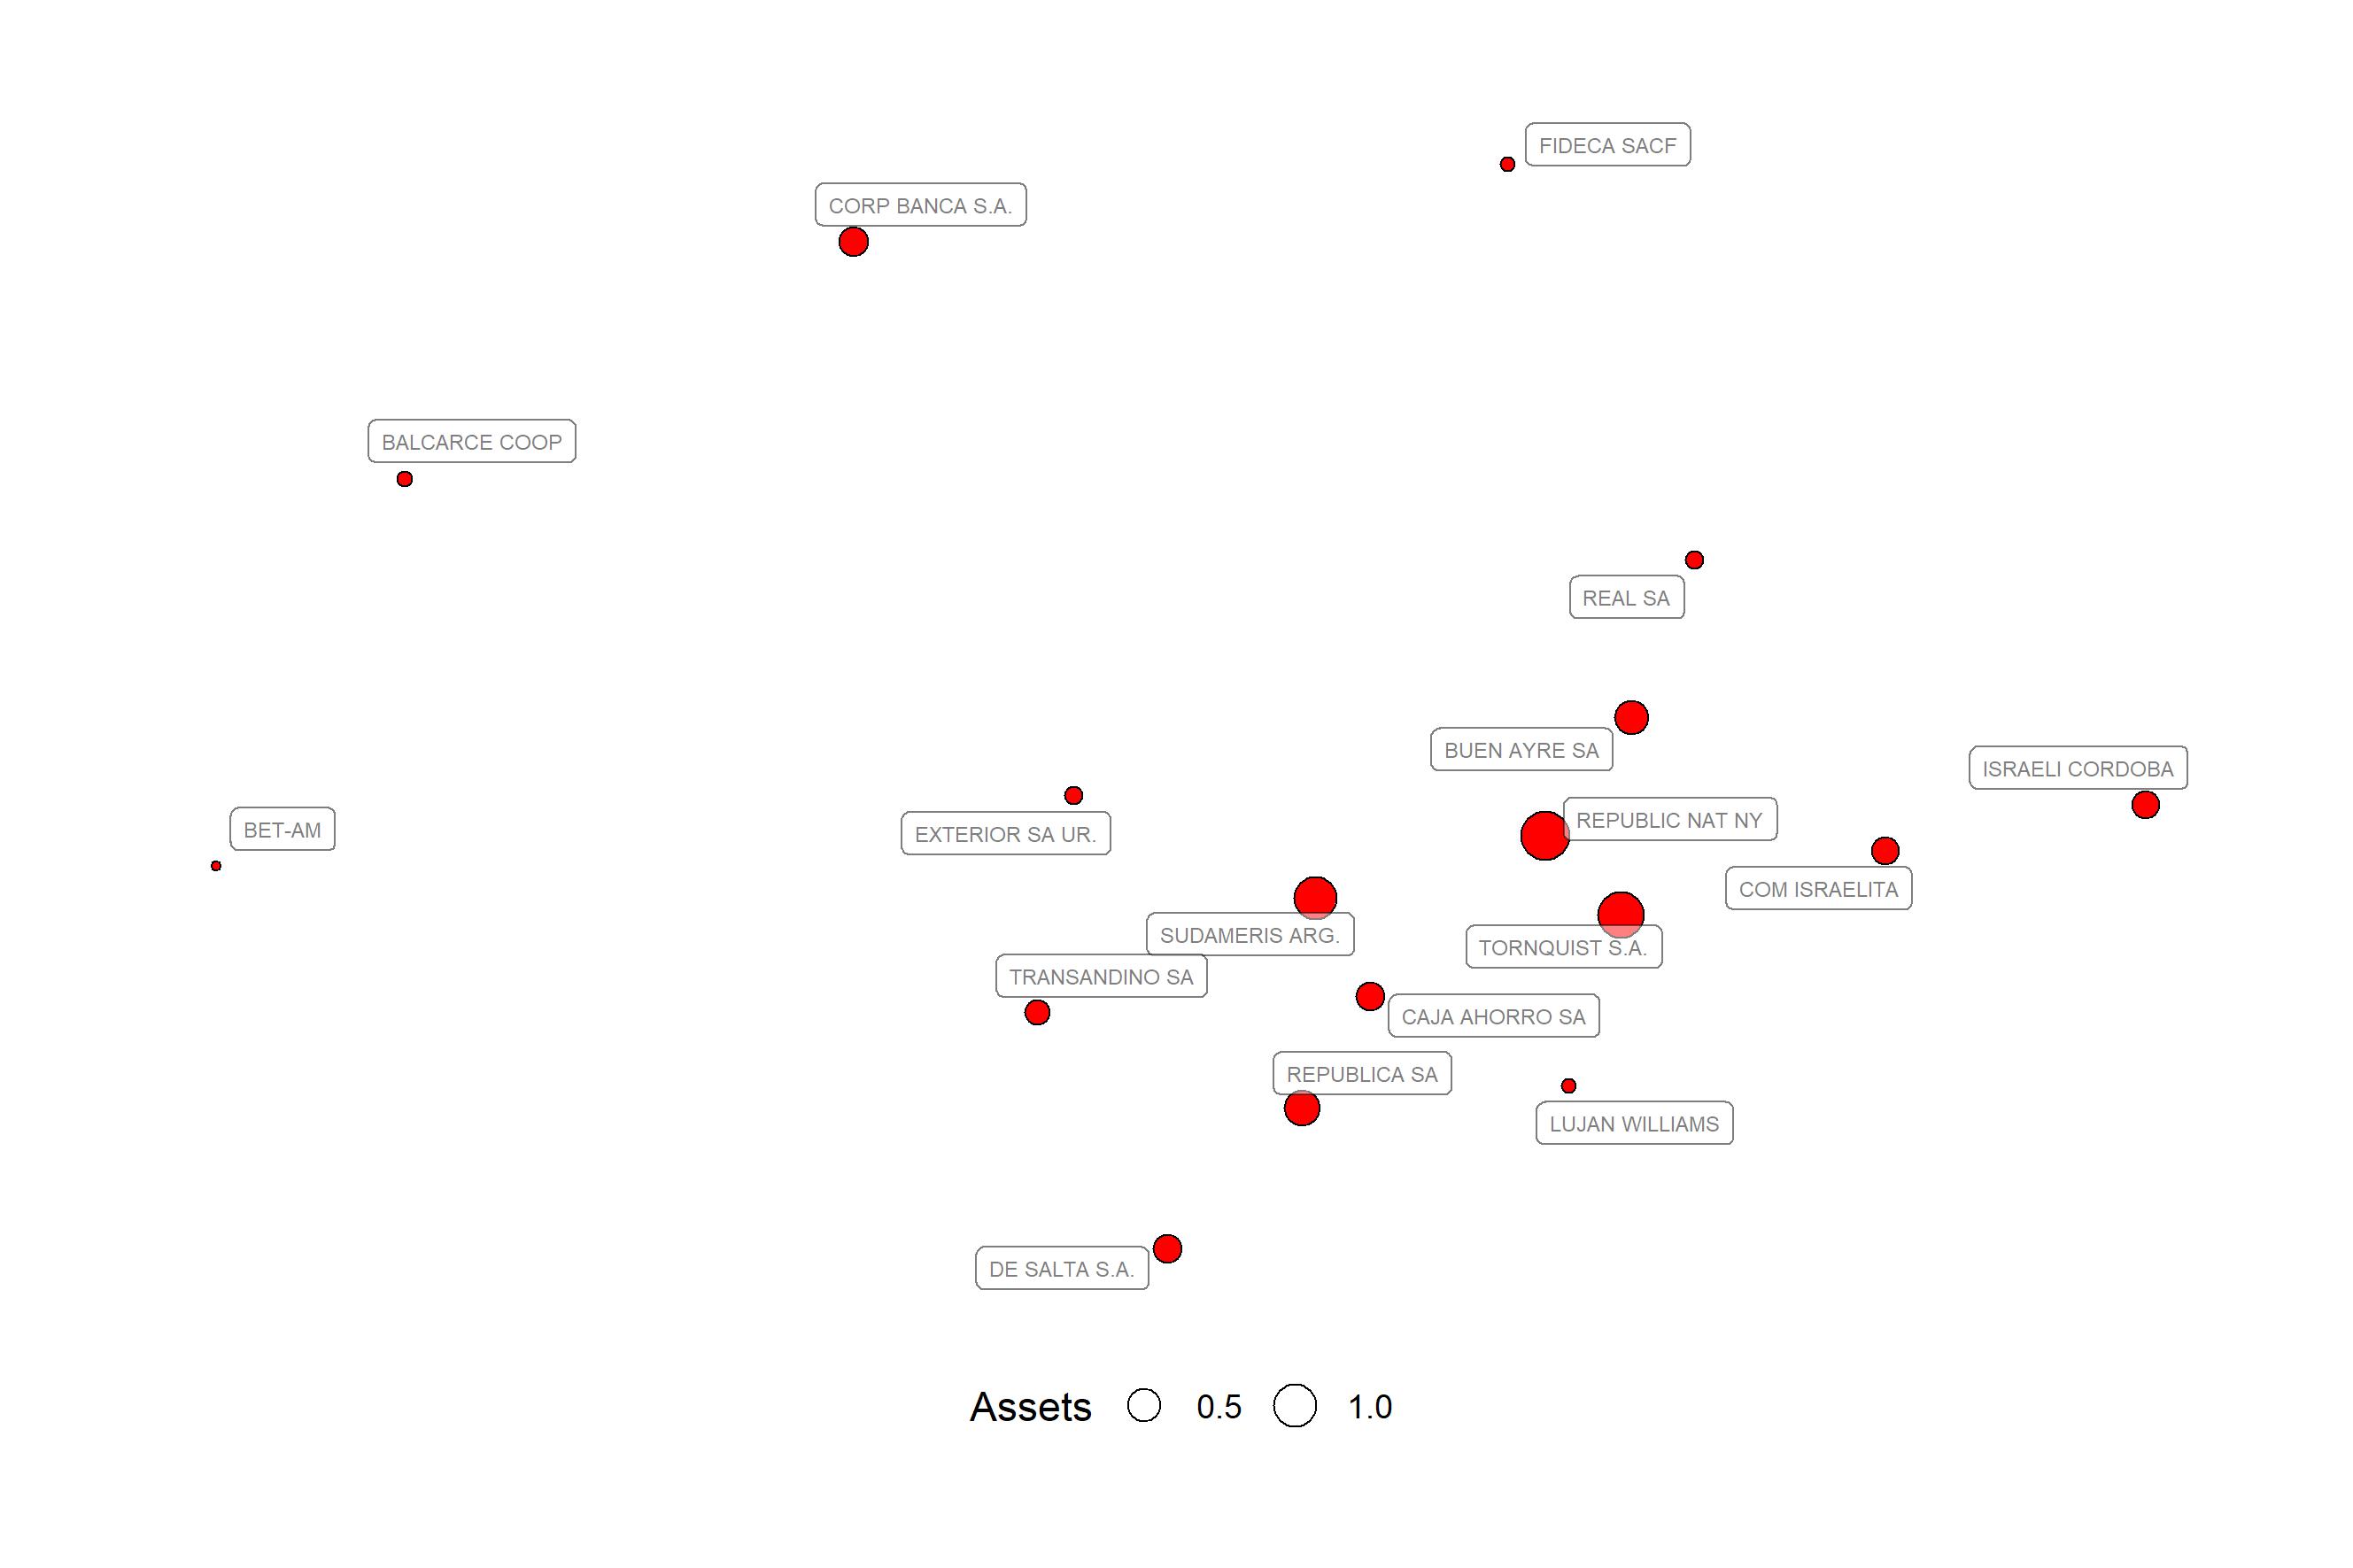 FIDECA SACF
CORP BANCA S.A.
BALCARCE COOP
REAL SA
BUEN AYRE SA
ISRAELI CORDOBA
BET-AM
EXTERIOR SA UR.
REPUBLIC NAT NY
COM ISRAELITA
SUDAMERIS ARG.
TORNQUIST S.A.
TRANSANDINO SA
CAJA AHORRO SA
REPUBLICA SA
LUJAN WILLIAMS
DE SALTA S.A.
Assets 0.5 1.0